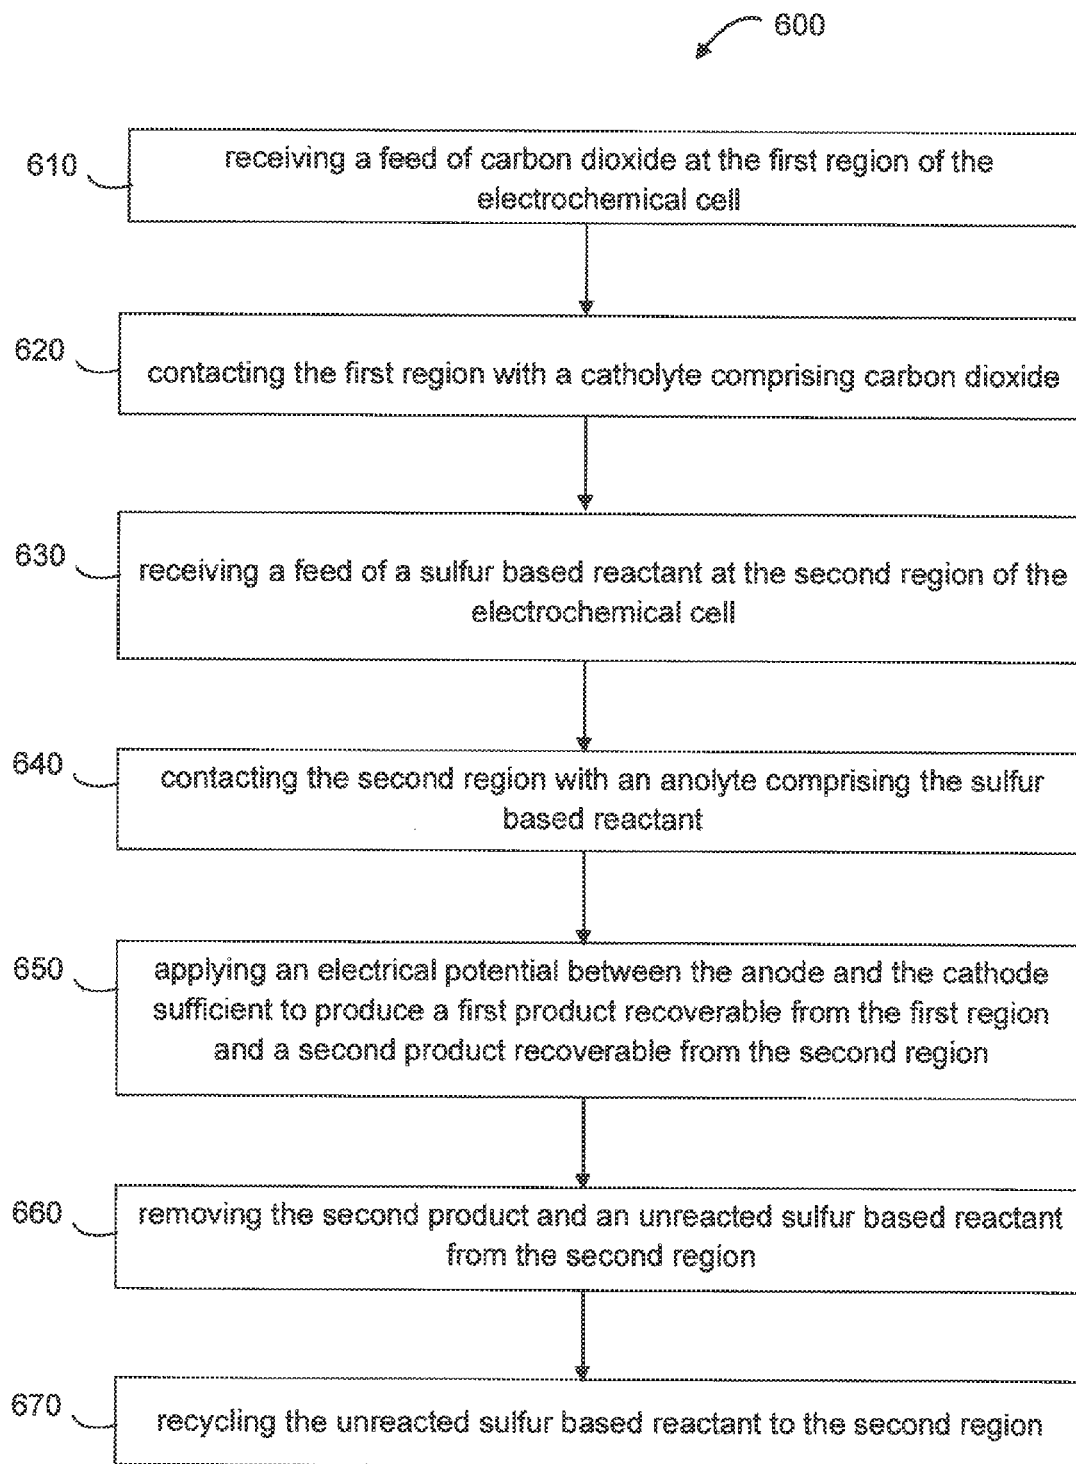 600
610
receiving a feed of carbon dioxide at the first region of the
electrochemical cell
620
contacting the first region with a catholyte comprising carbon dioxide
630
receiving a feed of a sulfur based reactant at the second region of the
electrochemical cell
640
contacting the second region with an anolyte comprising the sulfur
based reactant
650
applying an electrical potential between the anode and the cathode
sufficient to produce a first product recoverable from the first region
and a second product recoverable from the second region
660
removing the second product and an unreacted sulfur based reactant
from the second region
670
recycling the unreacted sulfur based reactant to the second region